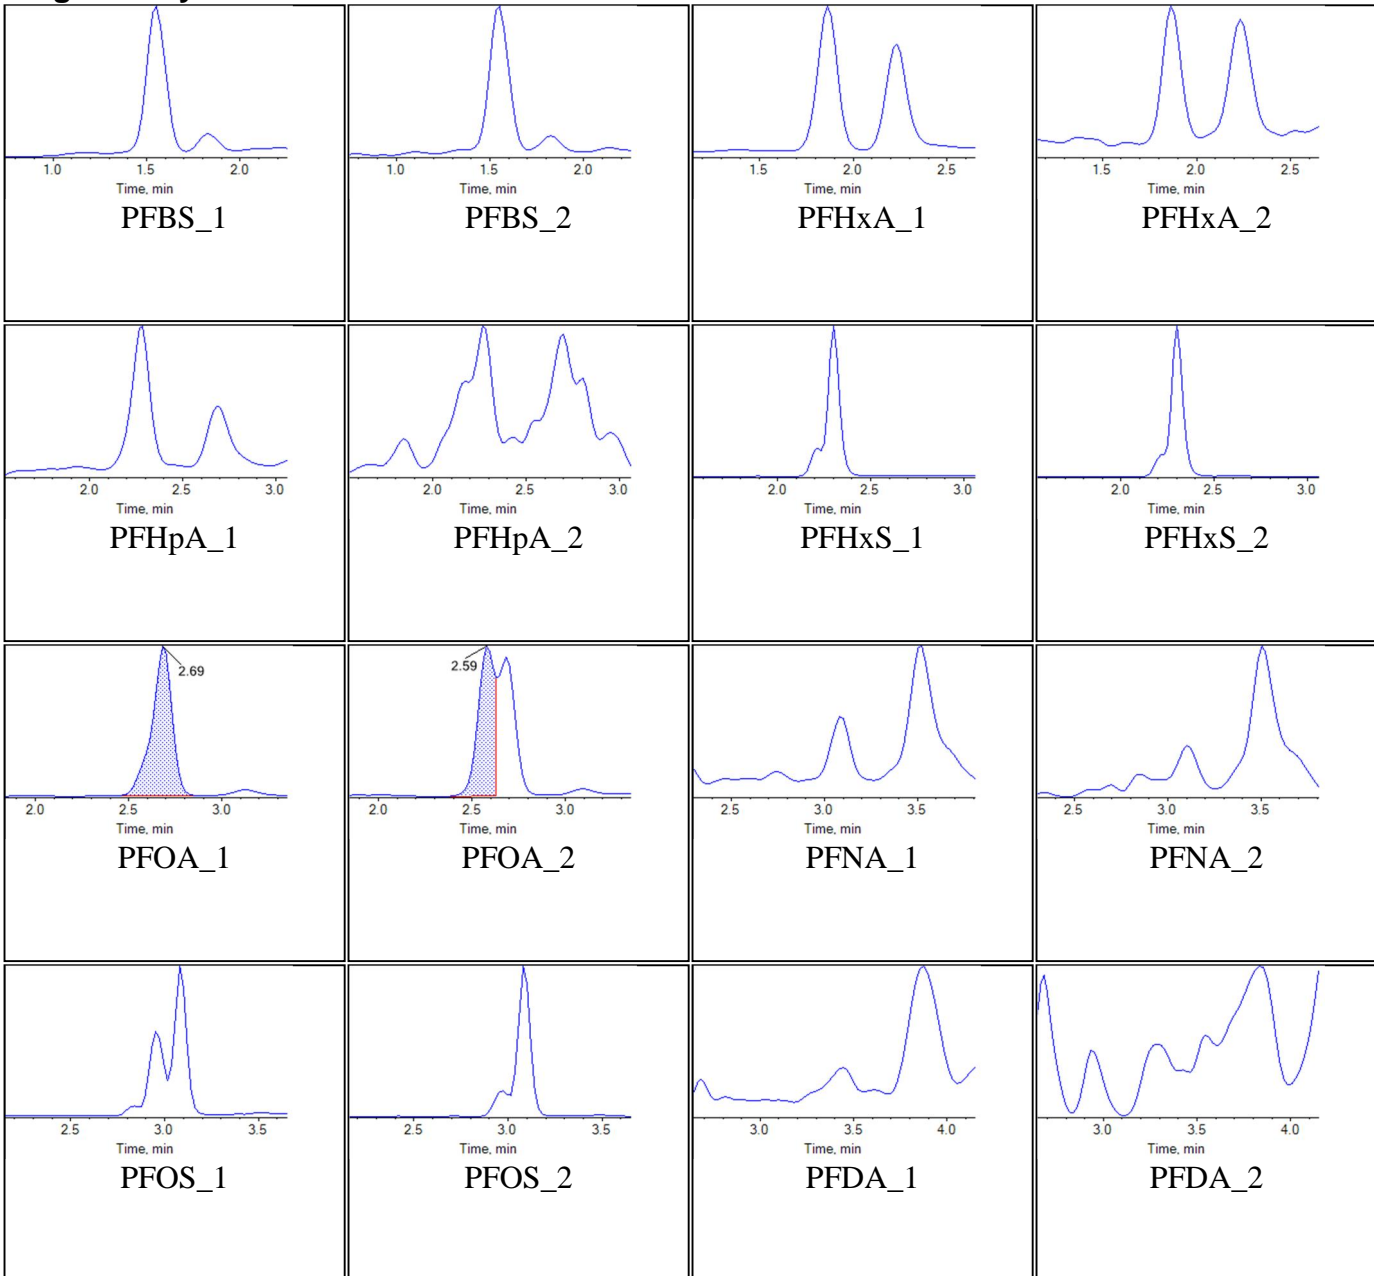 1.0 1.5 2.0
Time, min
PFBS_1
1.0 1.5 2.0
Time, min
PFBS_2
1.5 2.0 2.5
Time, min
PFHxA_1
1.5 2.0 2.5
Time, min
PFHxA_2
2.0 2.5 3.0
Time, min
PFHpA_1
2.0 2.5 3.0
Time, min
PFHpA_2
2.0 2.5 3.0
Time, min
PFHxS_1
2.0 2.5 3.0
Time, min
PFHxS_2
2.69
2.0 2.5 3.0
Time, min
PFOA_1
2.59
2.0 2.5 3.0
Time, min
PFOA_2
2.5 3.0 3.5
Time, min
PFNA_1
2.5 3.0 3.5
Time, min
PFNA_2
2.5 3.0 3.5
Time, min
PFOS_1
2.5 3.0 3.5
Time, min
PFOS_2
3.0 3.5 4.0
Time, min
PFDA_1
3.0 3.5 4.0
Time, min
PFDA_2